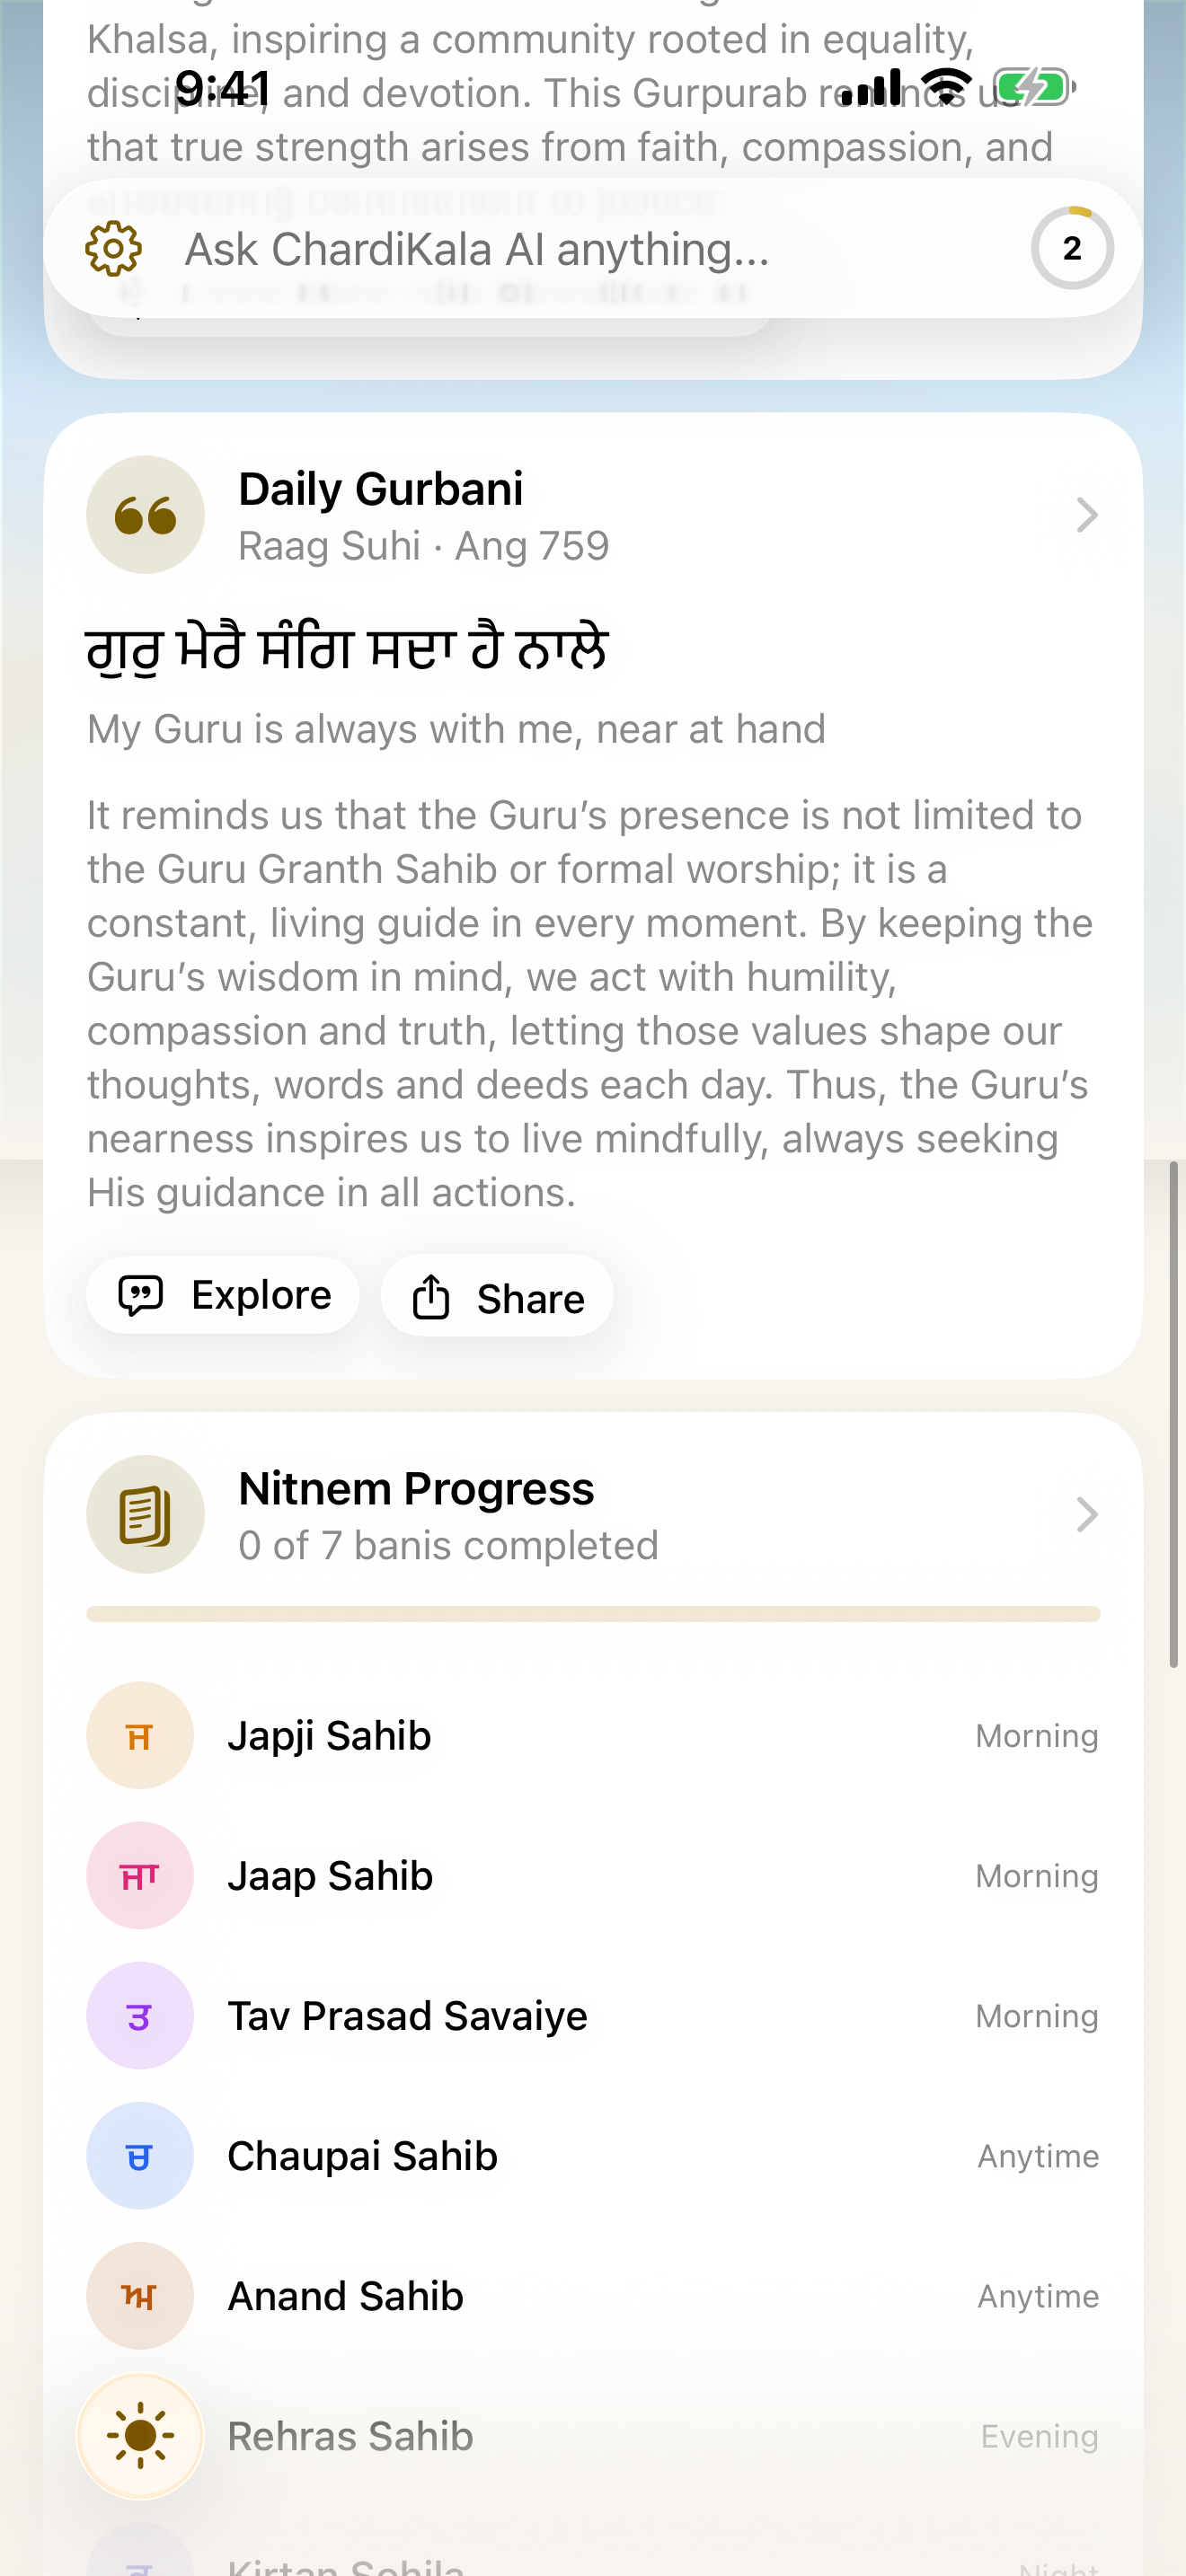 Khalsa, inspiring a community rooted in equality,
discipline, and devotion. This Gurpurab reminds us
9:41
that true strength arises from faith, compassion, and
Ask ChardiKala AI anything...
2
Daily Gurbani
Raag Suhi · Ang 759
ਗੁਰੁ ਮੇਰੈ ਸੰਗਿ ਸਦਾ ਹੈ ਨਾਲੇ
My Guru is always with me, near at hand
It reminds us that the Guru’s presence is not limited to
the Guru Granth Sahib or formal worship; it is a
constant, living guide in every moment. By keeping the
Guru’s wisdom in mind, we act with humility,
compassion and truth, letting those values shape our
thoughts, words and deeds each day. Thus, the Guru’s
nearness inspires us to live mindfully, always seeking
His guidance in all actions.
Explore
Share
Nitnem Progress
0 of 7 banis completed
ਜ Japji Sahib Morning
ਜਾ Jaap Sahib Morning
ਤ Tav Prasad Savaiye Morning
ਚ Chaupai Sahib Anytime
ਅ Anand Sahib Anytime
Rehras Sahib Evening
Kirtan Sohila Night